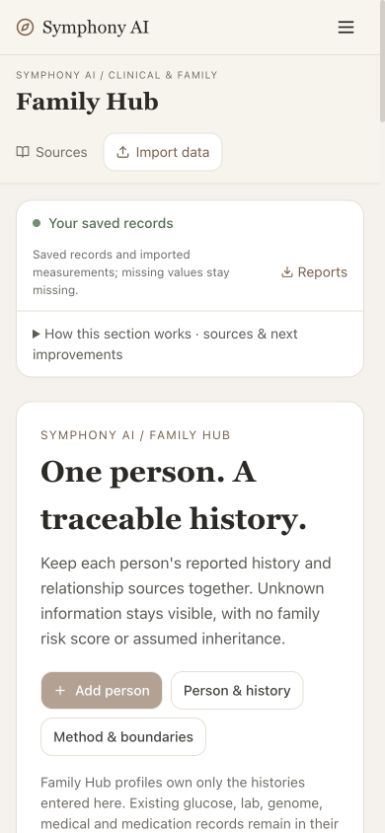 Symphony AI
SYMPHONY AI / CLINICAL & FAMILY
Family Hub
Sources
Import data
Your saved records
Saved records and imported
measurements; missing values stay
missing.
Reports
How this section works · sources & next
improvements
SYMPHONY AI / FAMILY HUB
One person. A
traceable history.
Keep each person's reported history and
relationship sources together. Unknown
information stays visible, with no family
risk score or assumed inheritance.
+ Add person
Person & history
Method & boundaries
Family Hub profiles own only the histories
entered here. Existing glucose, lab, genome,
medical and medication records remain in their